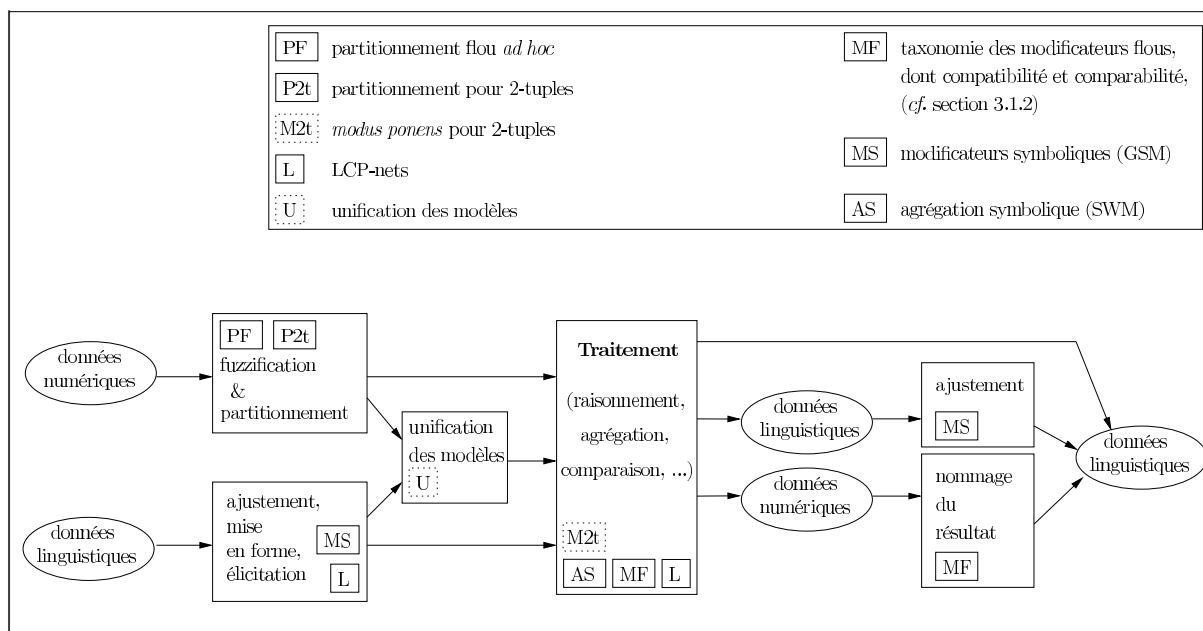 PF partitionnement flou ad hoc
P2t partitionnement pour 2-tuples
M2t modus ponens pour 2-tuples
L LCP-nets
U unification des modèles
MF taxonomie des modificateurs flous,
dont compatibilité et comparabilité,
(cf. section 3.1.2)
MS modificateurs symboliques (GSM)
AS agrégation symbolique (SWM)
données
numériques
PF P2t
fuzzification
&
partitionnement
données
linguistiques
ajustement,
mise
en forme,
élicitation
MS
L
unification
des modèles
U
Traitement
(raisonnement,
agrégation,
comparaison, ...)
M2t
AS MF L
données
linguistiques
données
numériques
ajustement
MS
nommage
du
résultat
MF
données
linguistiques